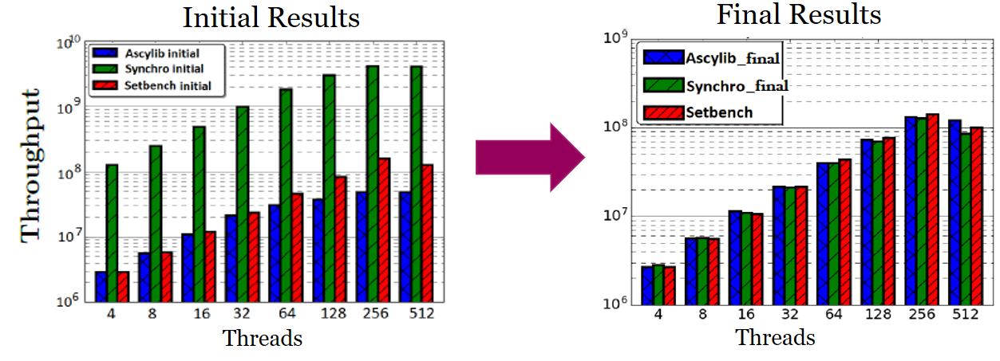 Initial Results
Final Results
Throughput
10^10
10^9
10^8
10^7
10^6
Ascylib initial
Synchro initial
Setbench initial
4 8 16 32 64 128 256 512
Threads
10^9
10^8
10^7
10^6
Ascylib_final
Synchro_final
Setbench
4 8 16 32 64 128 256 512
Threads